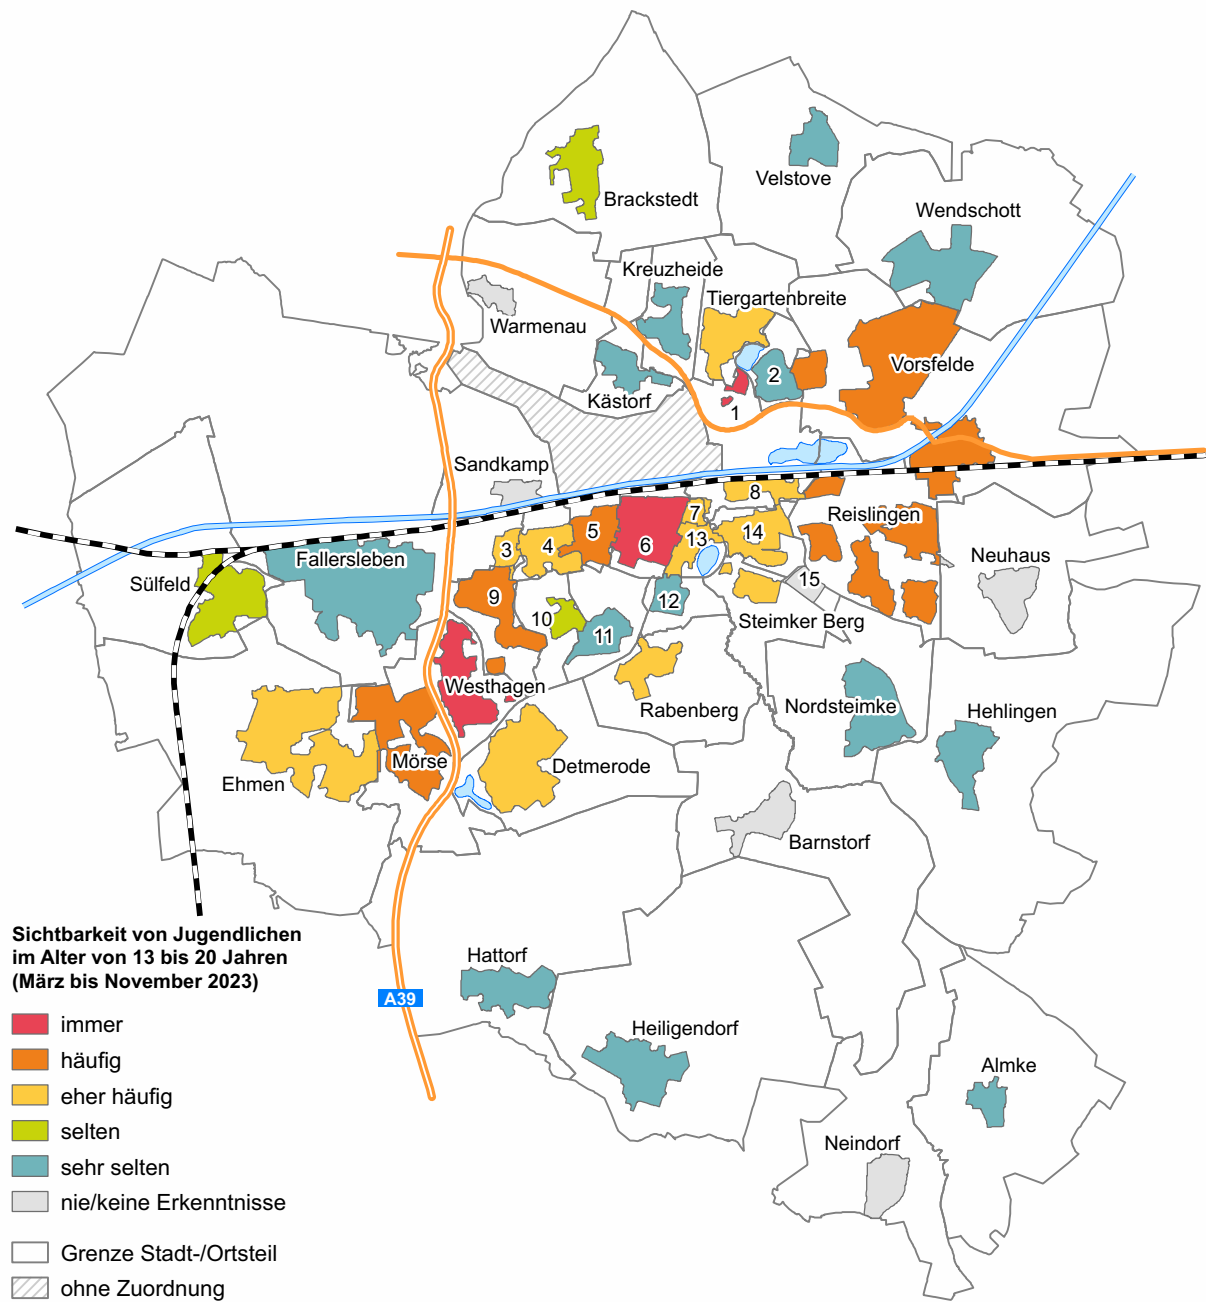 Velstove
Brackstedt
Wendschott
Kreuzheide
Tiergartenbreite
Warmenau
Vorsfelde
2
Kästorf
1
Sandkamp
8
7
Reislingen
5
14
6
13
3
4
Neuhaus
Fallersleben
Sülfeld
15
9
12
10
Steimker Berg
11
Westhagen
Rabenberg
Nordsteimke
Hehlingen
Mörse
Detmerode
Ehmen
Barnstorf
Sichtbarkeit von Jugendlichen
im Alter von 13 bis 20 Jahren
(März bis November 2023)
Hattorf
A39
immer
Heiligendorf
häufig
Almke
eher häufig
selten
Neindorf
sehr selten
nie/keine Erkenntnisse
Grenze Stadt-/Ortsteil
ohne Zuordnung